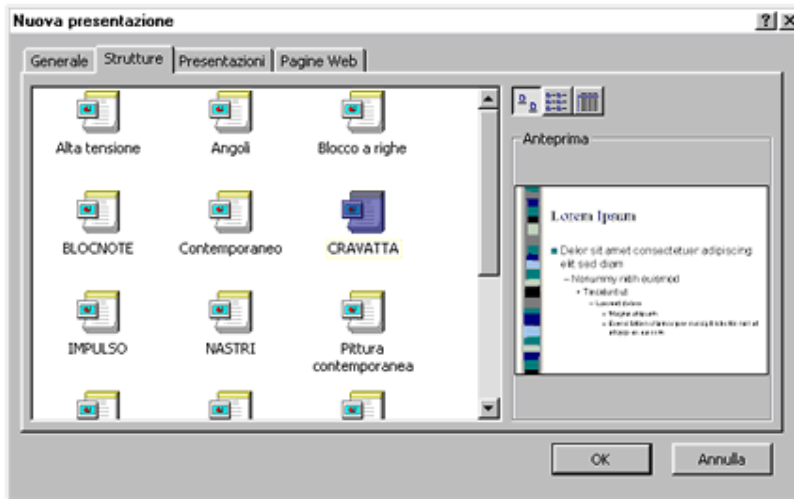 Nuova presentazione
Generale Strutture Presentazioni Pagine Web
Alta tensione Angoli Blocco a righe
BLOCNOTE Contemporaneo CRAVATTA
IMPULSO NASTRI Pittura
contemporanea
Anteprima
Lorem Ipsum
Dolor sit amet consectetuer adipiscing
elit sed diam
– Nonummy nibh euismod
• Tincidunt ut
OK Annulla